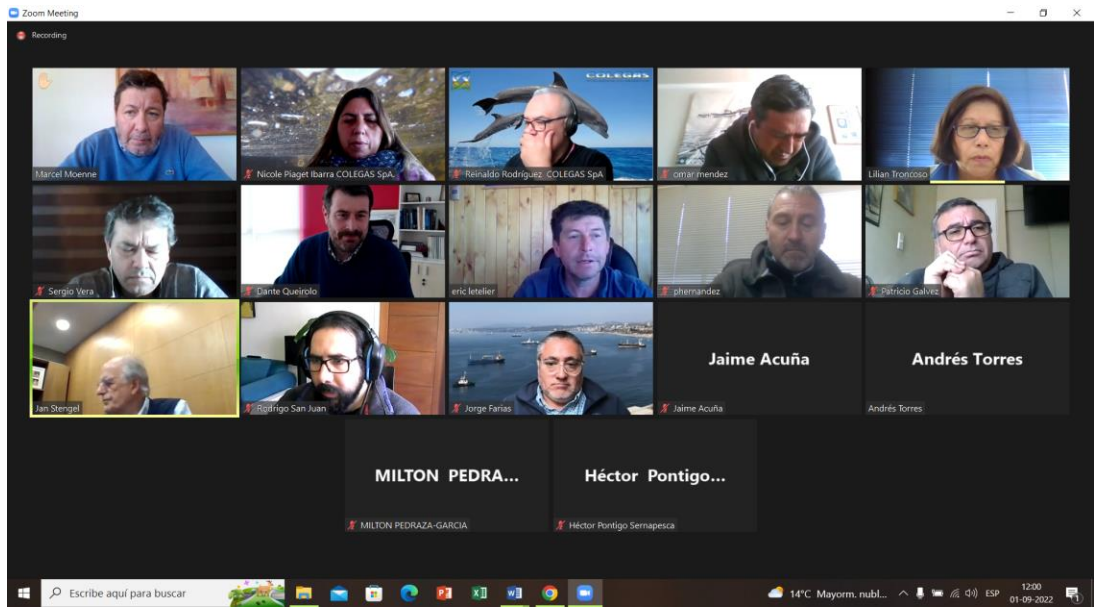 Zoom Meeting
Recording
COLEGAS
Marcel Moenne
Nicole Piaget Ibarra COLEGAS SpA.
Reinaldo Rodríguez COLEGAS SpA
omar mendez
Lilian Troncoso
Sergio Vera
Dante Queirolo
eric letelier
phernandez
Patricio Galvez
Jan Stengel
Rodrigo San Juan
Jorge Farias
Jaime Acuña
Jaime Acuña
Andrés Torres
Andrés Torres
MILTON PEDRA...
MILTON PEDRAZA-GARCIA
Héctor Pontigo...
Héctor Pontigo Sernapesca
Escribe aquí para buscar
14°C Mayorm. nubl...
ESP
12:00
01-09-2022